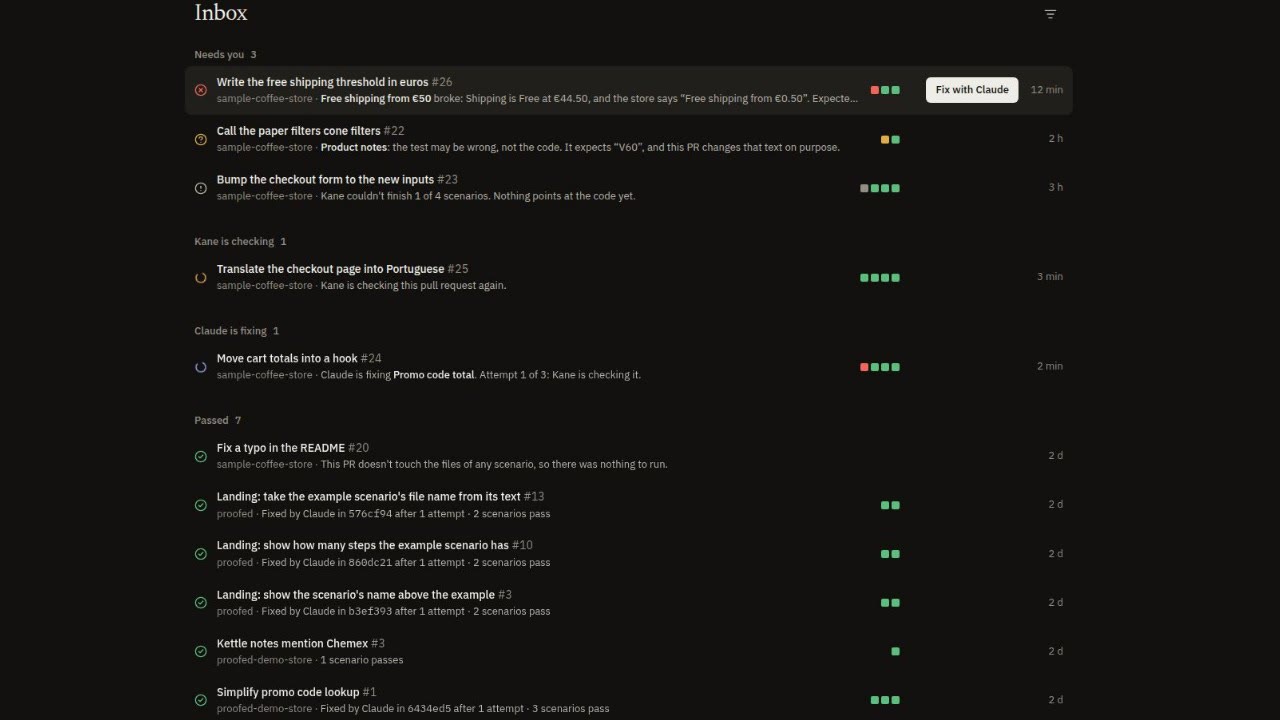 Inbox
Needs you 3
Write the free shipping threshold in euros #26
sample-coffee-store · Free shipping from €50 broke: Shipping is Free at €44.50, and the store says “Free shipping from €0.50”. Expecte...
Fix with Claude
12 min
Call the paper filters cone filters #22
sample-coffee-store · Product notes: the test may be wrong, not the code. It expects “V60”, and this PR changes that text on purpose.
2 h
Bump the checkout form to the new inputs #23
sample-coffee-store · Kane couldn't finish 1 of 4 scenarios. Nothing points at the code yet.
3 h
Kane is checking 1
Translate the checkout page into Portuguese #25
sample-coffee-store · Kane is checking this pull request again.
3 min
Claude is fixing 1
Move cart totals into a hook #24
sample-coffee-store · Claude is fixing Promo code total. Attempt 1 of 3: Kane is checking it.
2 min
Passed 7
Fix a typo in the README #20
sample-coffee-store · This PR doesn't touch the files of any scenario, so there was nothing to run.
2 d
Landing: take the example scenario's file name from its text #13
proofed · Fixed by Claude in 576cf94 after 1 attempt · 2 scenarios pass
2 d
Landing: show how many steps the example scenario has #10
proofed · Fixed by Claude in 860dc21 after 1 attempt · 2 scenarios pass
2 d
Landing: show the scenario's name above the example #3
proofed · Fixed by Claude in b3ef393 after 1 attempt · 2 scenarios pass
2 d
Kettle notes mention Chemex #3
proofed-demo-store · 1 scenario passes
2 d
Simplify promo code lookup #1
proofed-demo-store · Fixed by Claude in 6434ed5 after 1 attempt · 3 scenarios pass
2 d